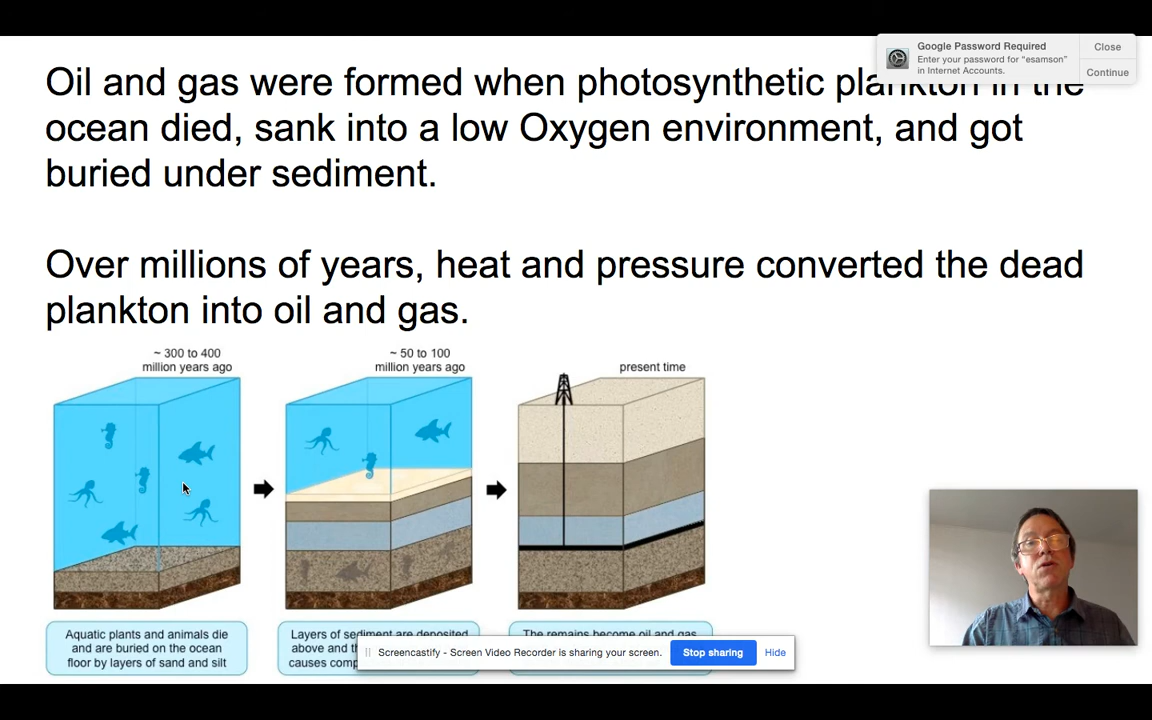 Google Password Required
Close
Enter your password for “esamson”
in Internet Accounts.
Continue
Oil and gas were formed when photosynthetic plankton in the
ocean died, sank into a low Oxygen environment, and got
buried under sediment.
Over millions of years, heat and pressure converted the dead
plankton into oil and gas.
~ 300 to 400
million years ago
~ 50 to 100
million years ago
present time
Aquatic plants and animals die
and are buried on the ocean
floor by layers of sand and silt
Layers of sediment are deposited
above and
causes
The remains become oil and gas
Screencastify - Screen Video Recorder is sharing your screen.
Stop sharing
Hide